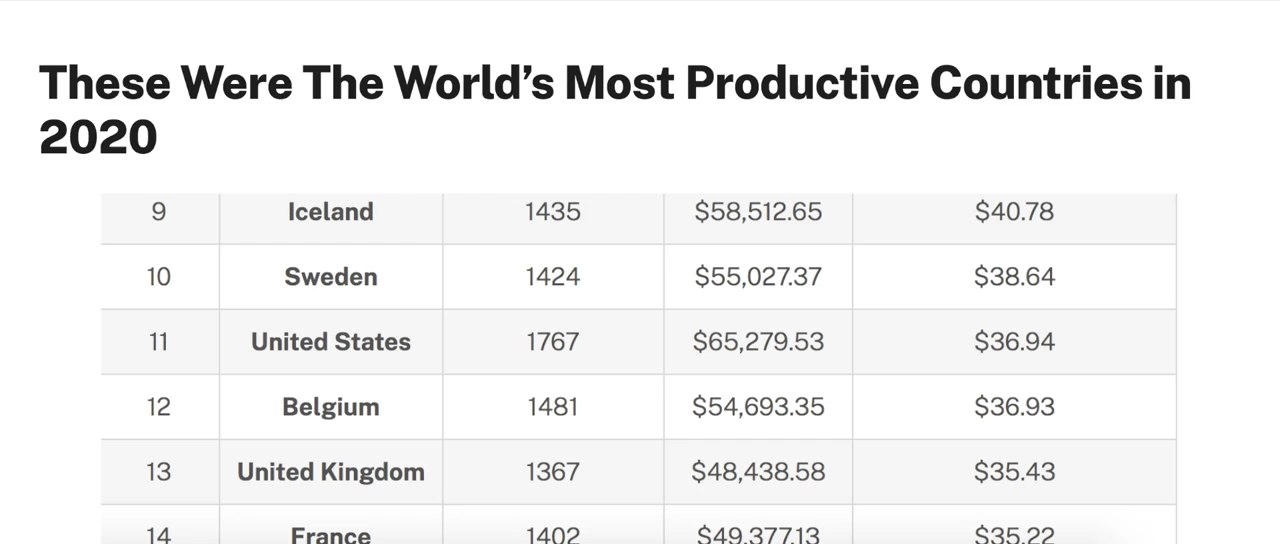 These Were The World’s Most Productive Countries in
2020
9 Iceland 1435 $58,512.65 $40.78
10 Sweden 1424 $55,027.37 $38.64
11 United States 1767 $65,279.53 $36.94
12 Belgium 1481 $54,693.35 $36.93
13 United Kingdom 1367 $48,438.58 $35.43
14 France 1402 $49,377.13 $35.22